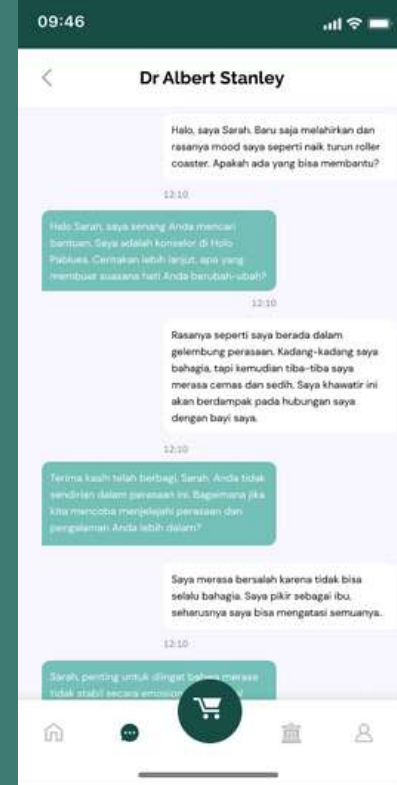 09:46
Dr Albert Stanley
Halo, saya Sarah. Baru saja melahirkan dan
rasanya mood saya seperti naik turun roller
coaster. Apakah ada yang bisa membantu?
12:10
Halo Sarah, saya senang Anda mencari
bantuan. Saya adalah konselor di Holo
Ceritakan lebih lanjut, apa yang
membuat suasana hati Anda berubah-ubah?
12:10
Rasanya seperti saya berada dalam
gelembung perasaan. Kadang-kadang saya
bahagia, tapi kemudian tiba-tiba saya
merasa cemas dan sedih. Saya khawatir ini
akan berdampak pada hubungan saya
dengan bayi saya.
12:10
Terima kasih telah berbagi, Sarah. Anda tidak
sendirian dalam perasaan ini. Bagaimana jika
kita mencoba menjelajahi perasaan dan
pengalaman Anda lebih dalam?
Saya merasa bersalah karena tidak bisa
selalu bahagia. Saya pikir sebagai ibu,
seharusnya saya bisa mengatasi semuanya.
12:10
Sarah, penting untuk diingat bahwa merasa
tidak stabil secara